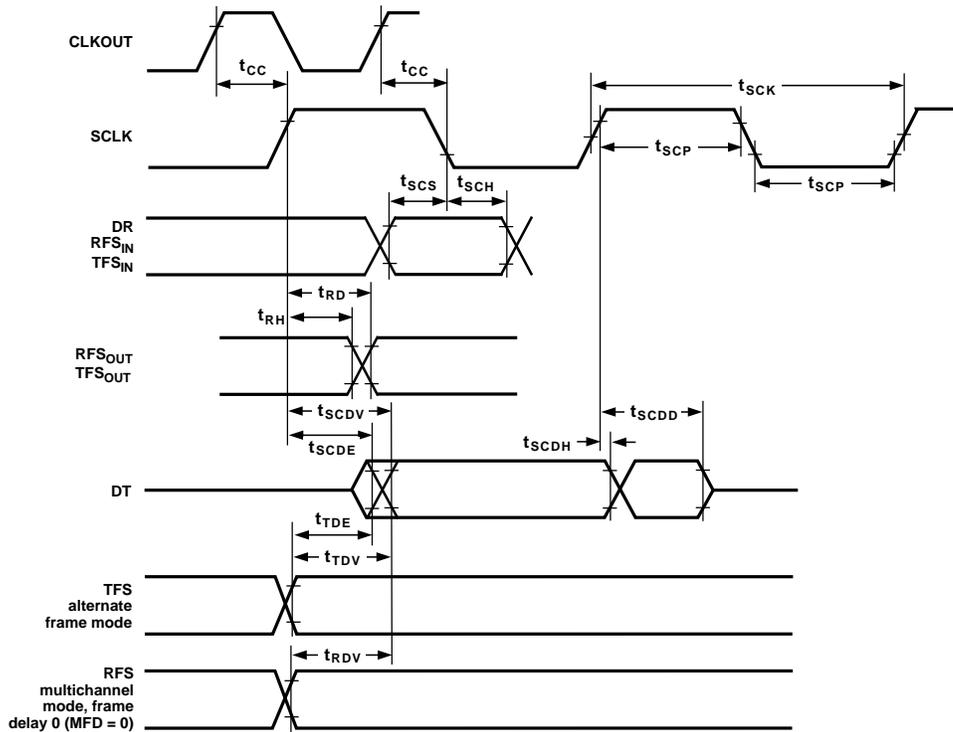 CLKOUT
tCC
tCC
tSCK
SCLK
tSCP
tSCP
tSCS
tSCH
DR
RFSIN
TFSIN
tRD
tRH
RFSOUT
TFSOUT
tSCDV
tSCDD
tSCDE
tSCDH
DT
tTDE
tTDV
TFS
alternate
frame mode
tRDV
RFS
multichannel
mode, frame
delay 0 (MFD = 0)